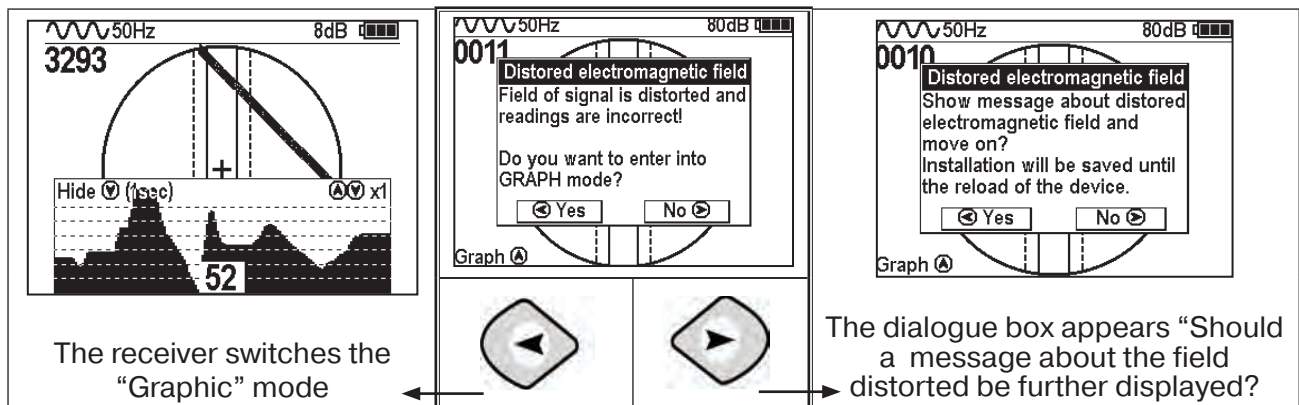 50Hz 8dB
3293
Hide (1sec) x1
52
The receiver switches the
“Graphic” mode
50Hz 80dB
0011
Distored electromagnetic field
Field of signal is distorted and
readings are incorrect!
Do you want to enter into
GRAPH mode?
Yes No
Graph
50Hz 80dB
0010
Distored electromagnetic field
Show message about distored
electromagnetic field and
move on?
Installation will be saved until
the reload of the device.
Yes No
Graph
The dialogue box appears “Should
a message about the field
distorted be further displayed?